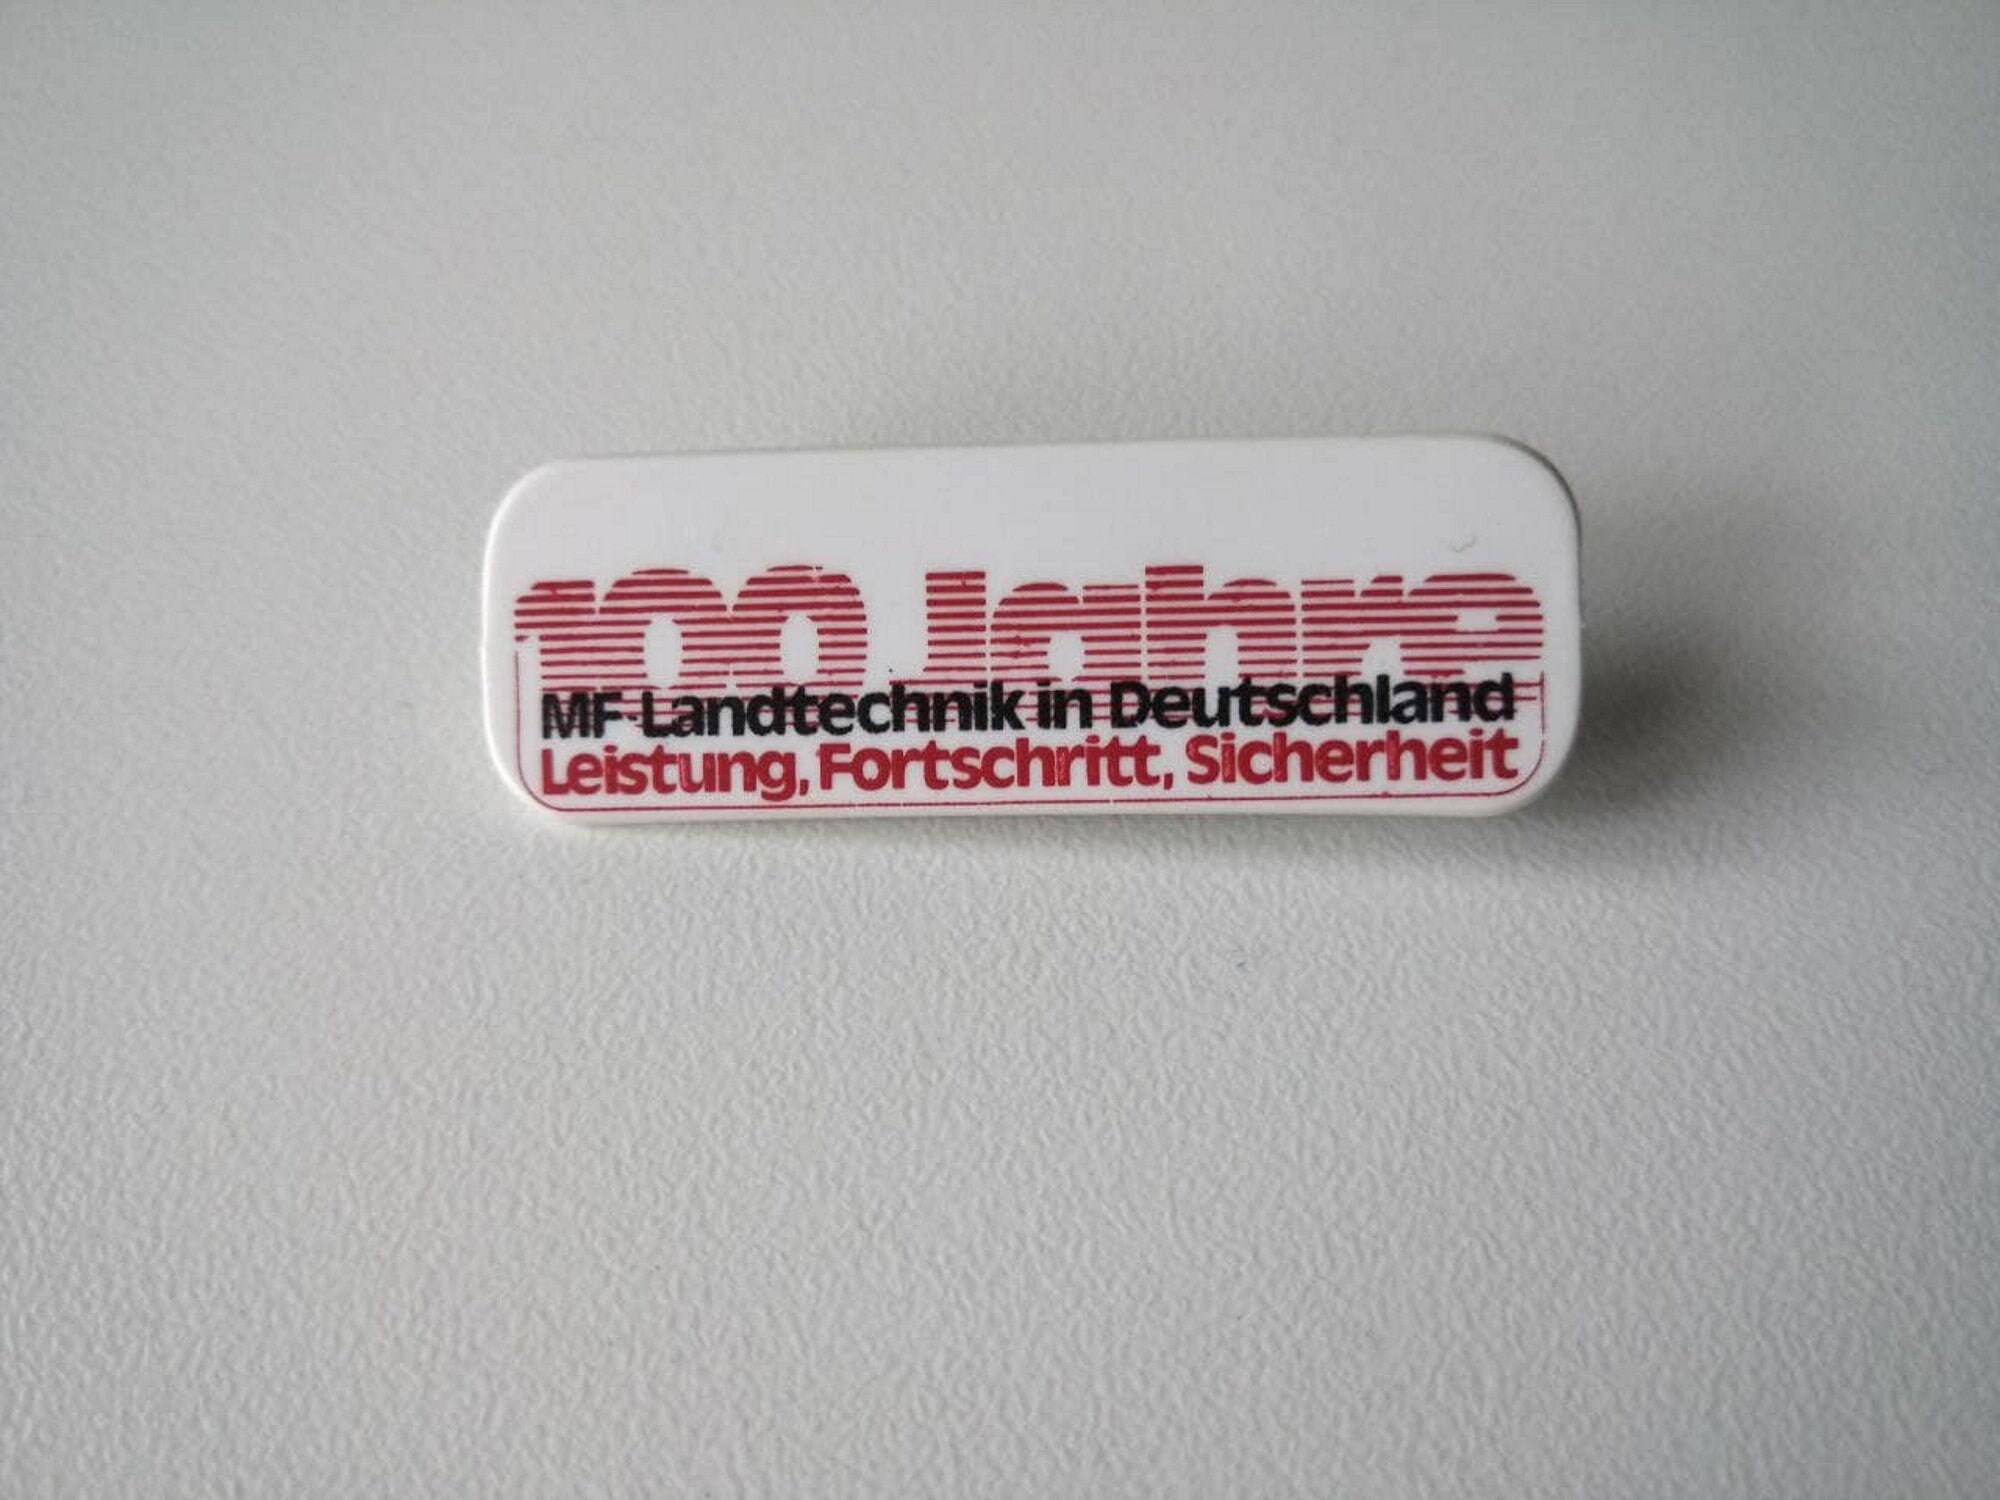 100 Jahre
MF-Landtechnik in Deutschland
Leistung, Fortschritt, Sicherheit